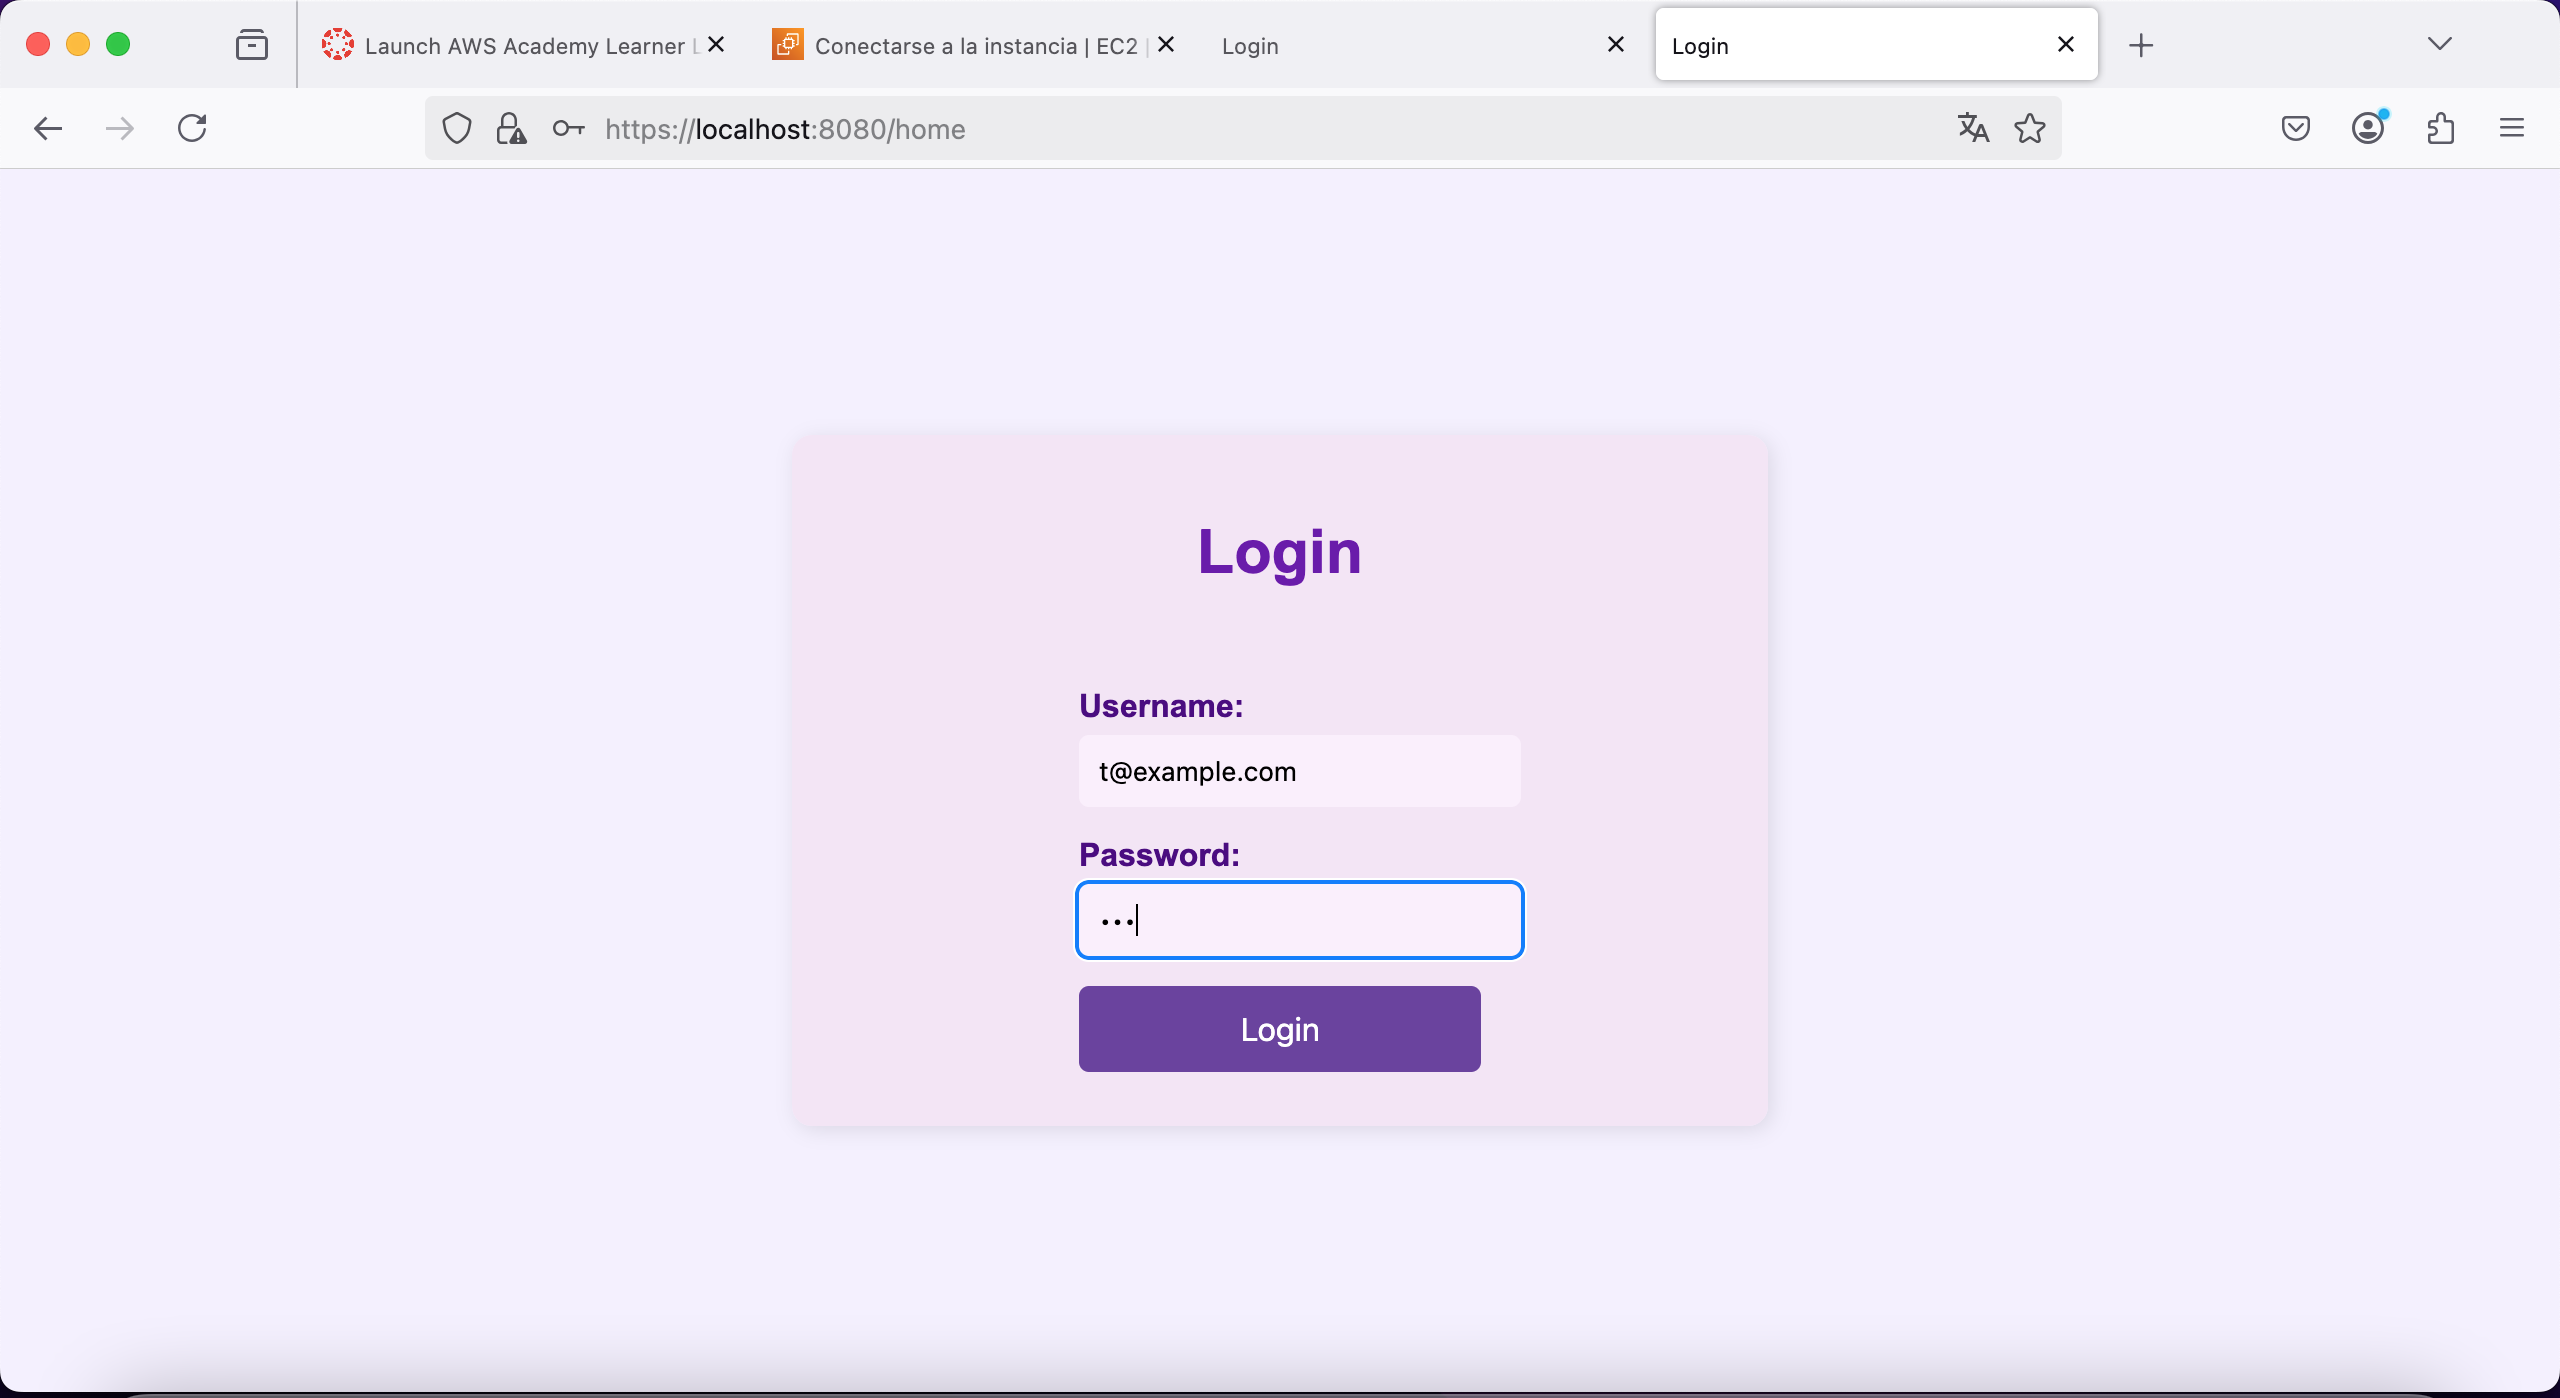 Launch AWS Academy Learner L
Conectarse a la instancia | EC2 |
Login
Login
https://localhost:8080/home
Login
Username:
t@example.com
Password:
•••
Login